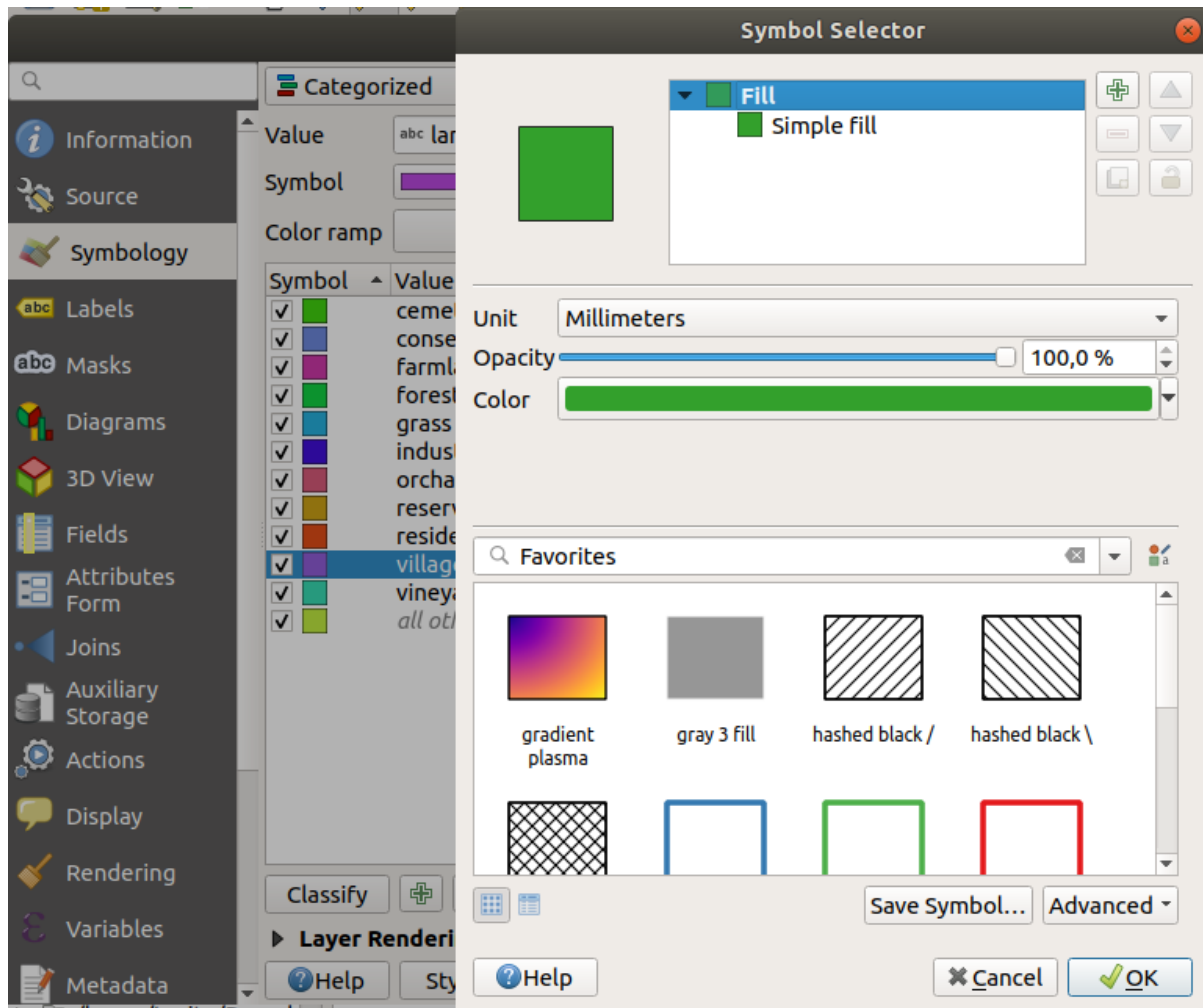 Symbol Selector
Information
Source
Symbology
Labels
Masks
Diagrams
3D View
Fields
Attributes
Form
Joins
Auxiliary
Storage
Actions
Display
Rendering
Variables
Metadata
Categorized
Value
abc lan
Symbol
Color ramp
Symbol Value
cemet
conse
farmla
forest
grass
indust
orcha
reserv
reside
village
vineya
all oth
Classify
Layer Renderi
Help Sty
Fill
Simple fill
Unit Millimeters
Opacity 100,0 %
Color
Favorites
gradient
plasma
gray 3 fill
hashed black /
hashed black \
Save Symbol... Advanced
Help Cancel OK